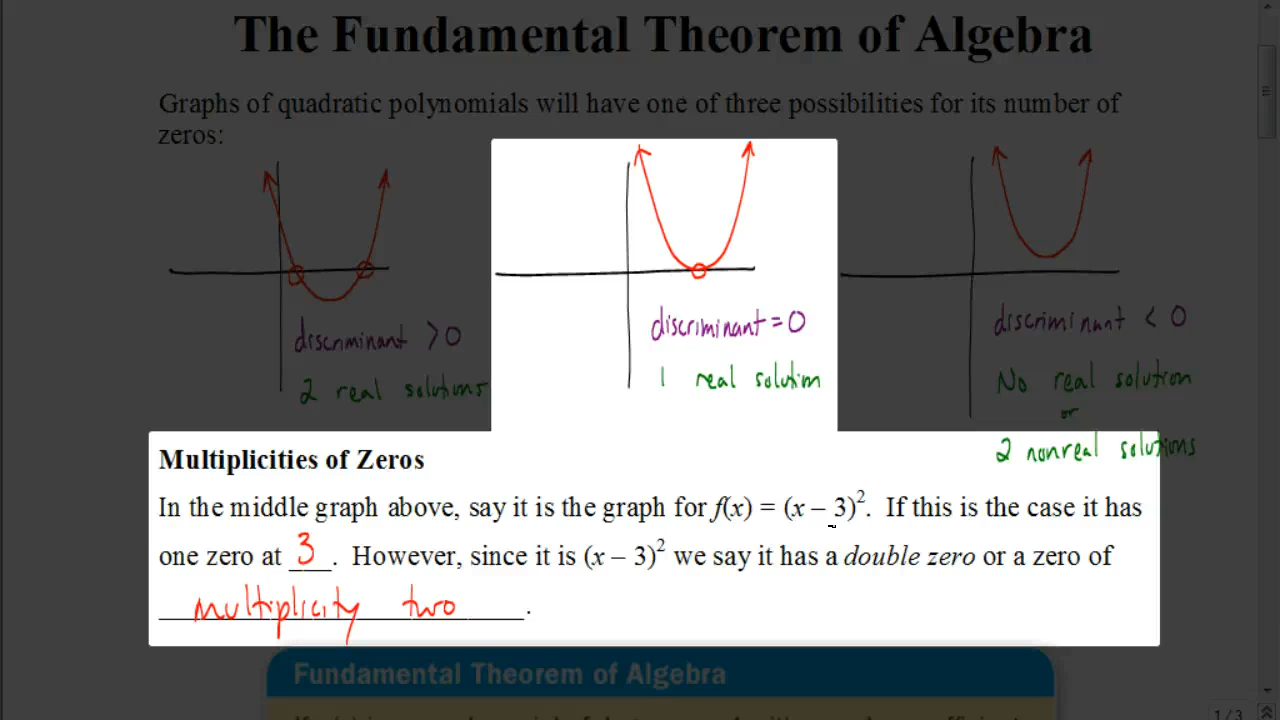 The Fundamental Theorem of Algebra
Graphs of quadratic polynomials will have one of three possibilities for its number of
zeros:
discriminant > 0
2 real solutions
discriminant = 0
1 real solution
discriminant < 0
No real solution
or
2 nonreal solutions
Multiplicities of Zeros
In the middle graph above, say it is the graph for f(x) = (x – 3)². If this is the case it has
one zero at 3. However, since it is (x – 3)² we say it has a double zero or a zero of
multiplicity two.
Fundamental Theorem of Algebra
1 / 3